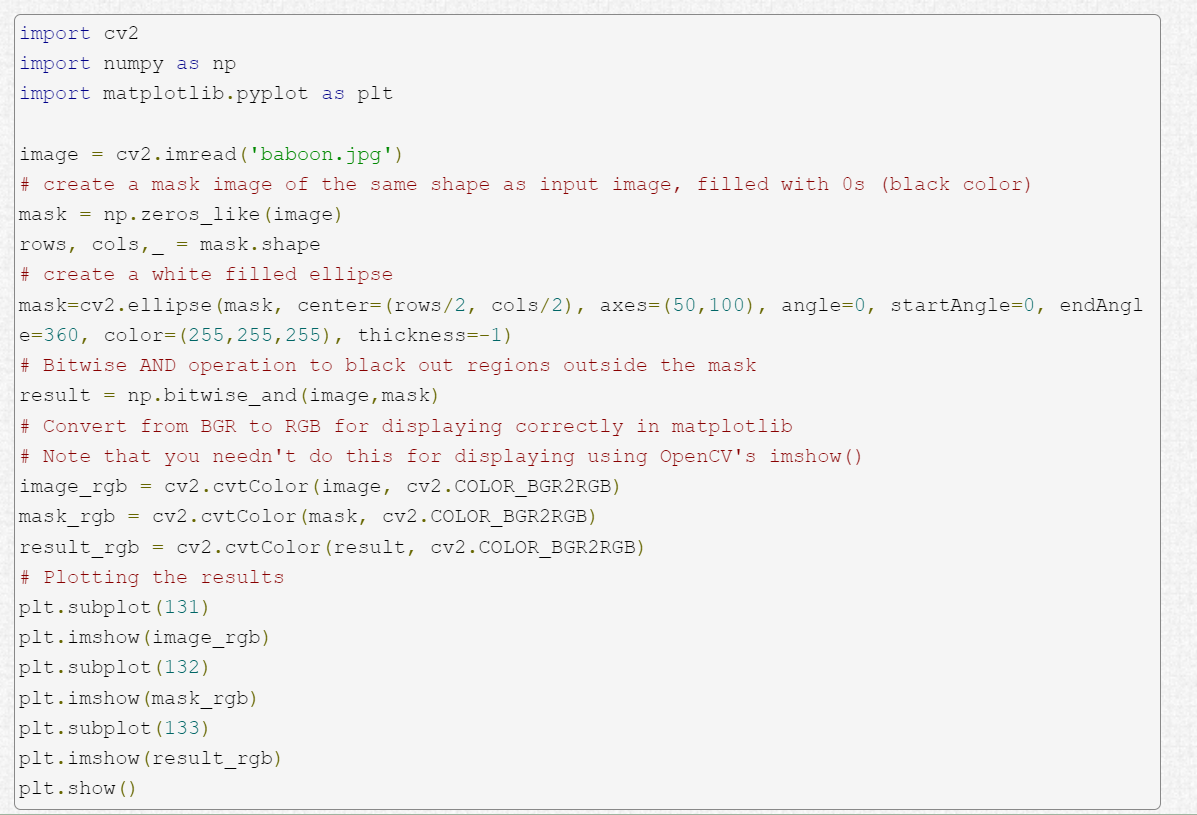 import cv2
import numpy as np
import matplotlib.pyplot as plt
image = cv2.imread('baboon.jpg')
# create a mask image of the same shape as input image, filled with 0s (black color)
mask = np.zeros_like(image)
rows, cols,_ = mask.shape
# create a white filled ellipse
mask=cv2.ellipse(mask, center=(rows/2, cols/2), axes=(50,100), angle=0, startAngle=0, endAngl
e=360, color=(255,255,255), thickness=-1)
# Bitwise AND operation to black out regions outside the mask
result = np.bitwise_and(image,mask)
# Convert from BGR to RGB for displaying correctly in matplotlib
# Note that you needn't do this for displaying using OpenCV's imshow()
image_rgb = cv2.cvtColor(image, cv2.COLOR_BGR2RGB)
mask_rgb = cv2.cvtColor(mask, cv2.COLOR_BGR2RGB)
result_rgb = cv2.cvtColor(result, cv2.COLOR_BGR2RGB)
# Plotting the results
plt.subplot(131)
plt.imshow(image_rgb)
plt.subplot(132)
plt.imshow(mask_rgb)
plt.subplot(133)
plt.imshow(result_rgb)
plt.show()